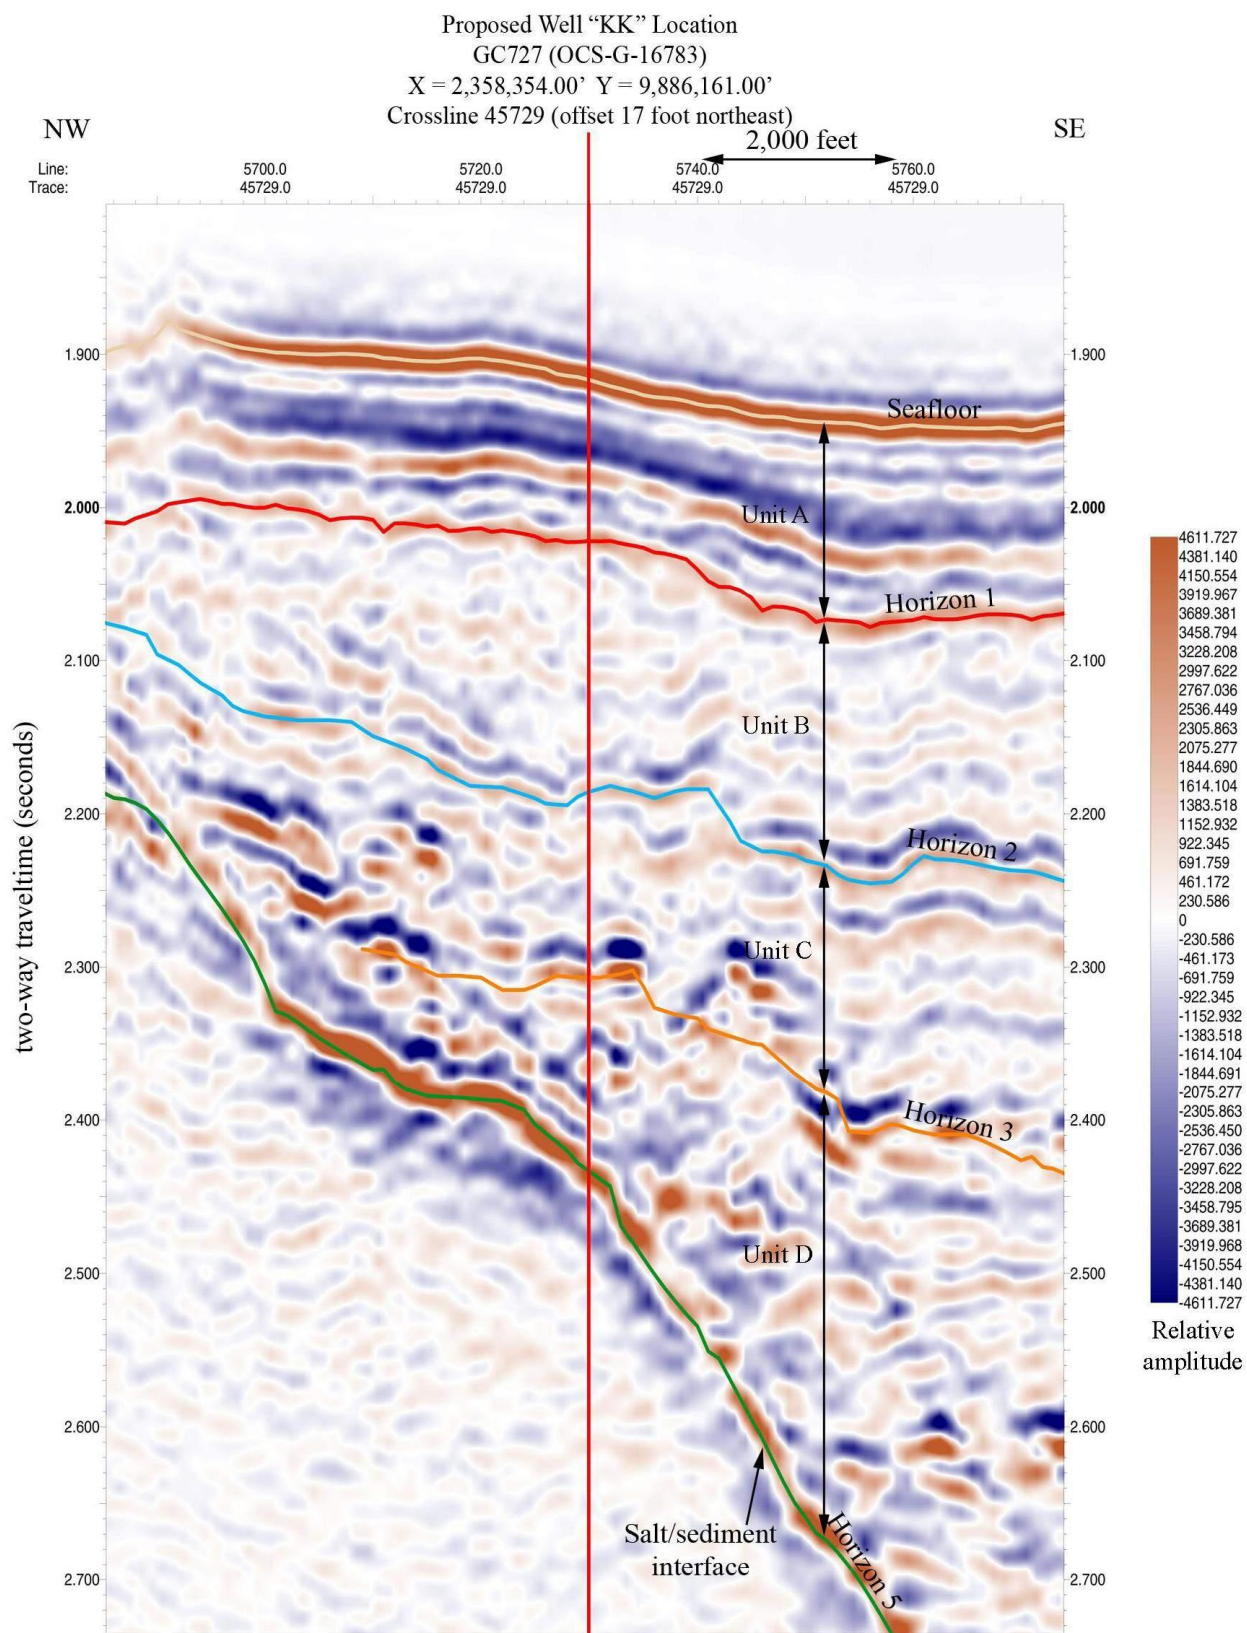 Proposed Well “KK” Location
GC727 (OCS-G-16783)
X = 2,358,354.00’ Y = 9,886,161.00’
Crossline 45729 (offset 17 foot northeast)
NW
SE
2,000 feet
Line: 5700.0 5720.0 5740.0 5760.0
Trace: 45729.0 45729.0 45729.0 45729.0
1.900 1.900
Seafloor
2.000 2.000
Unit A
Horizon 1
2.100 2.100
Unit B
2.200 2.200
Horizon 2
Unit C
2.300 2.300
2.400 2.400
Horizon 3
Unit D
2.500 2.500
2.600 2.600
Salt/sediment
interface
Horizon 5
2.700 2.700
two-way traveltime (seconds)
4611.727
4381.140
4150.554
3919.967
3689.381
3458.794
3228.208
2997.622
2767.036
2536.449
2305.863
2075.277
1844.690
1614.104
1383.518
1152.932
922.345
691.759
461.172
230.586
0
-230.586
-461.173
-691.759
-922.345
-1152.932
-1383.518
-1614.104
-1844.691
-2075.277
-2305.863
-2536.450
-2767.036
-2997.622
-3228.208
-3458.795
-3689.381
-3919.968
-4150.554
-4381.140
-4611.727
Relative
amplitude